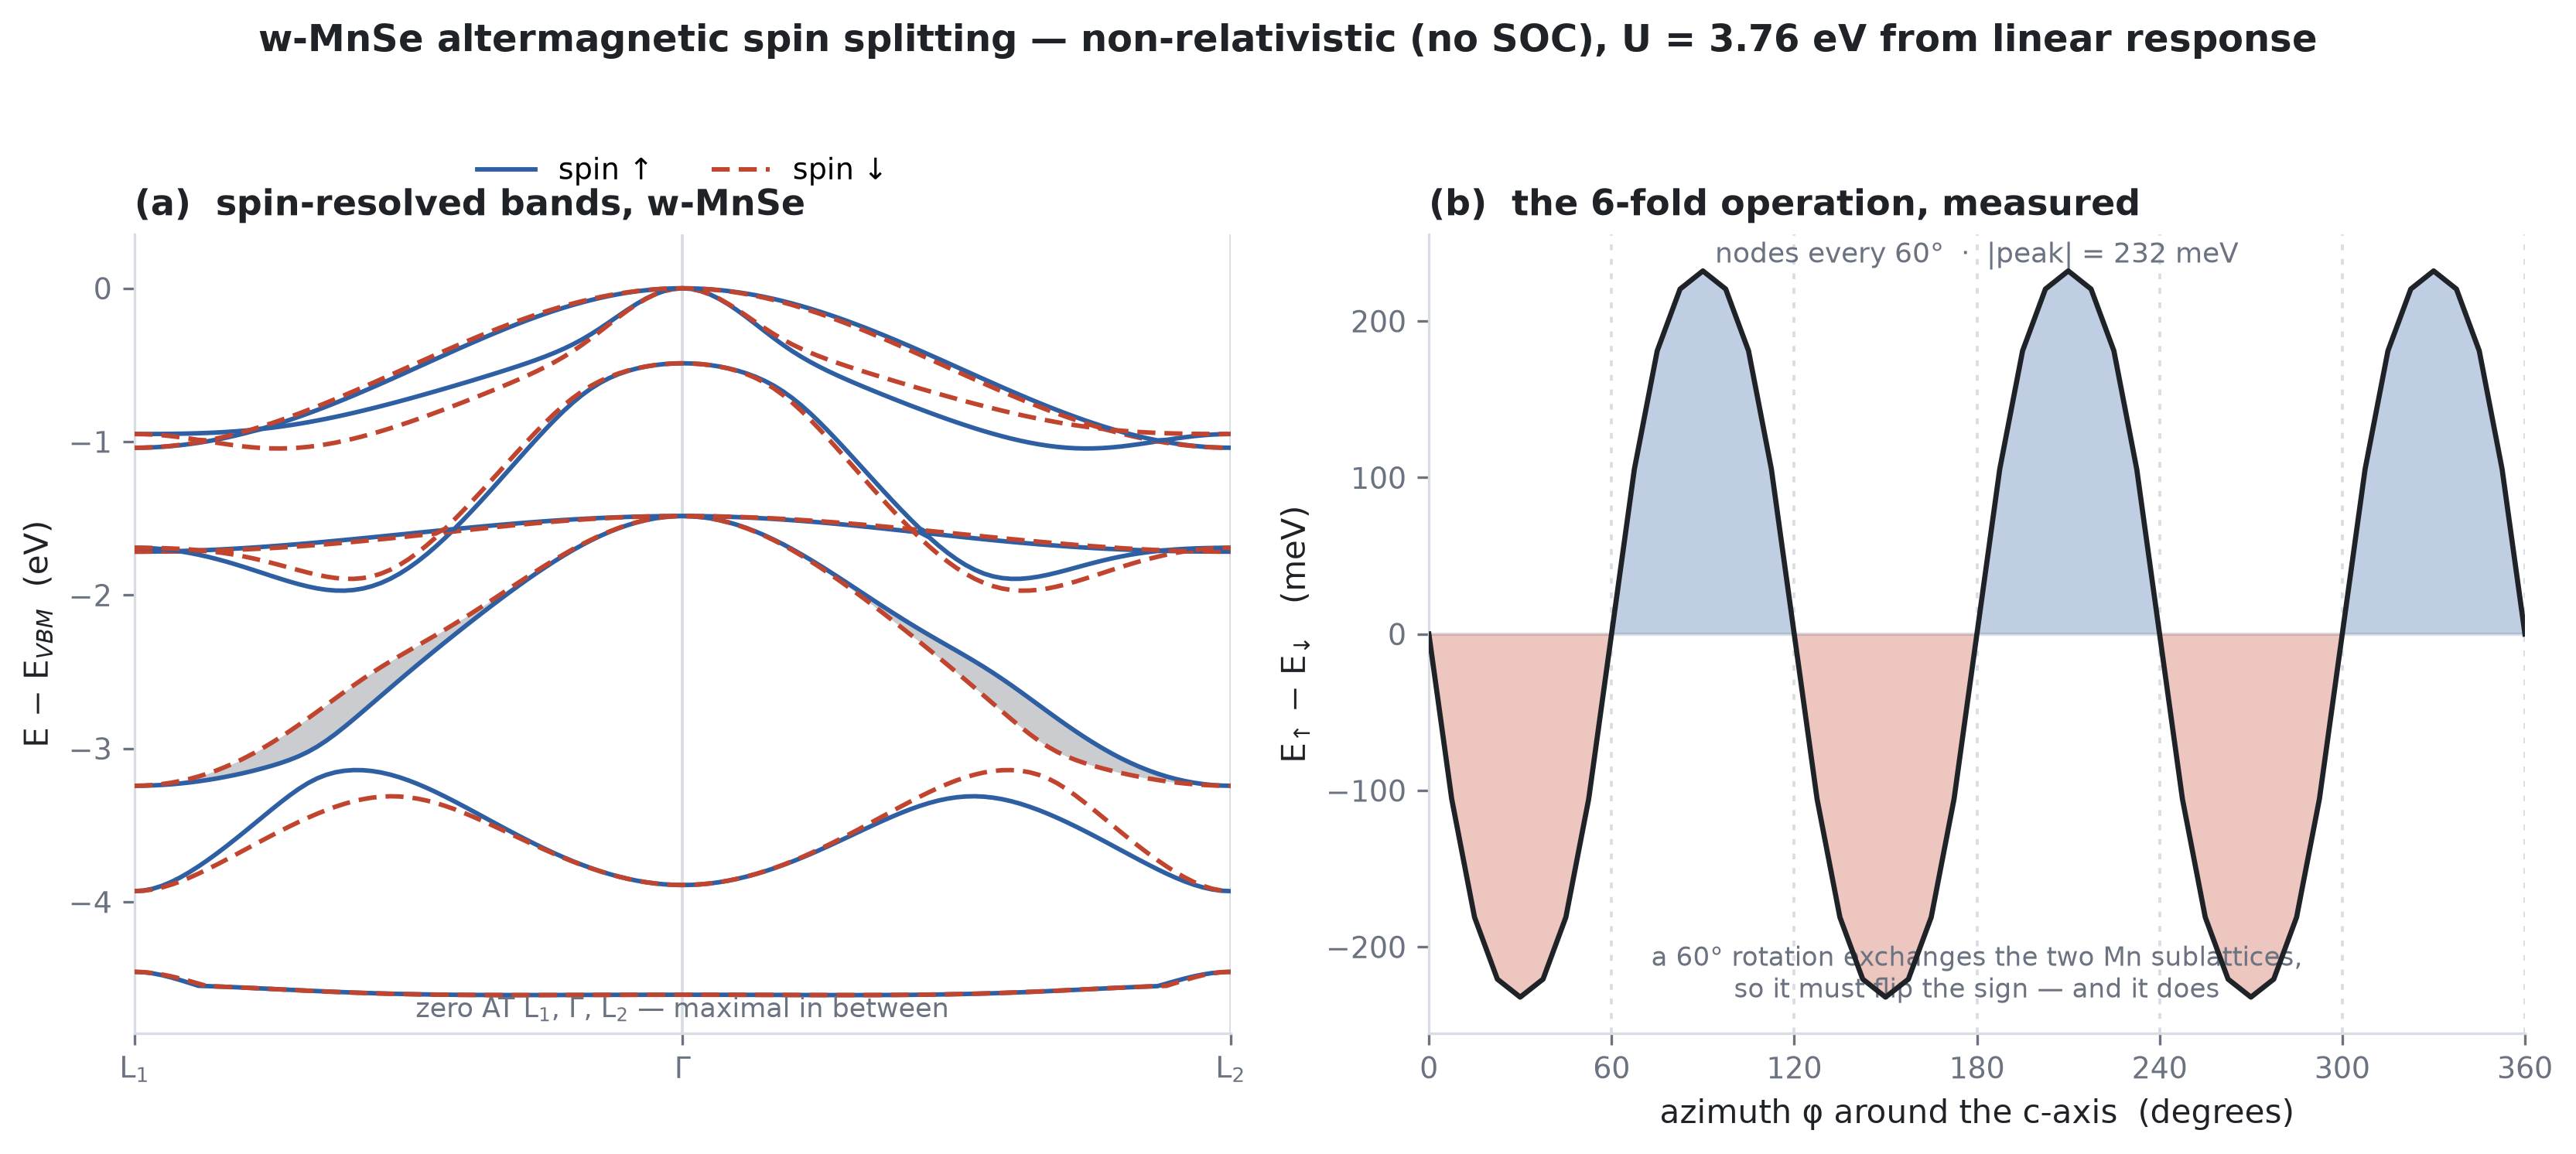 w-MnSe altermagnetic spin splitting — non-relativistic (no SOC), U = 3.76 eV from linear response
spin ↑
spin ↓
(a)  spin-resolved bands, w-MnSe
E − E_VBM (eV)
0
−1
−2
−3
−4
zero AT L₁, Γ, L₂ — maximal in between
L₁
Γ
L₂
(b)  the 6-fold operation, measured
nodes every 60° · |peak| = 232 meV
E↑ − E↓ (meV)
200
100
0
−100
−200
a 60° rotation exchanges the two Mn sublattices,
so it must flip the sign — and it does
0
60
120
180
240
300
360
azimuth φ around the c-axis (degrees)